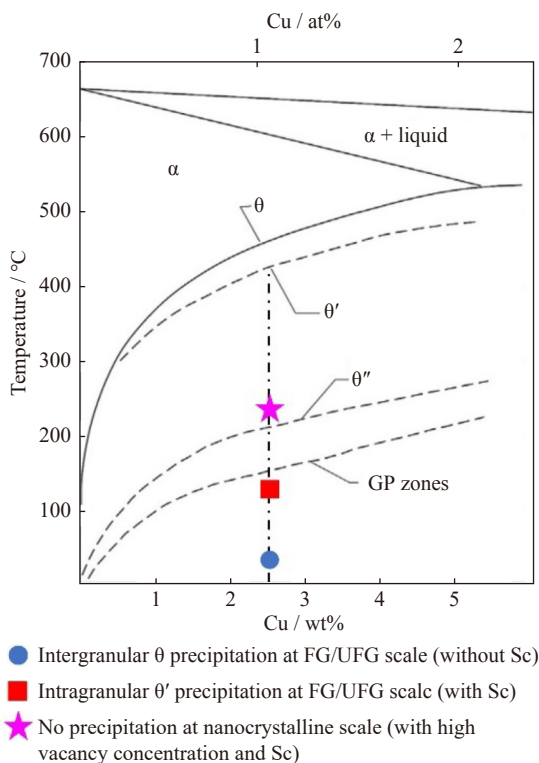 Cu / at%
1
2
700
600
500
400
300
200
100
Temperature / °C
α + liquid
α
θ
θ′
θ″
GP zones
1
2
3
4
5
Cu / wt%
Intergranular θ precipitation at FG/UFG scale (without Sc)
Intragranular θ′ precipitation at FG/UFG scalc (with Sc)
No precipitation at nanocrystalline scale (with high
vacancy concentration and Sc)